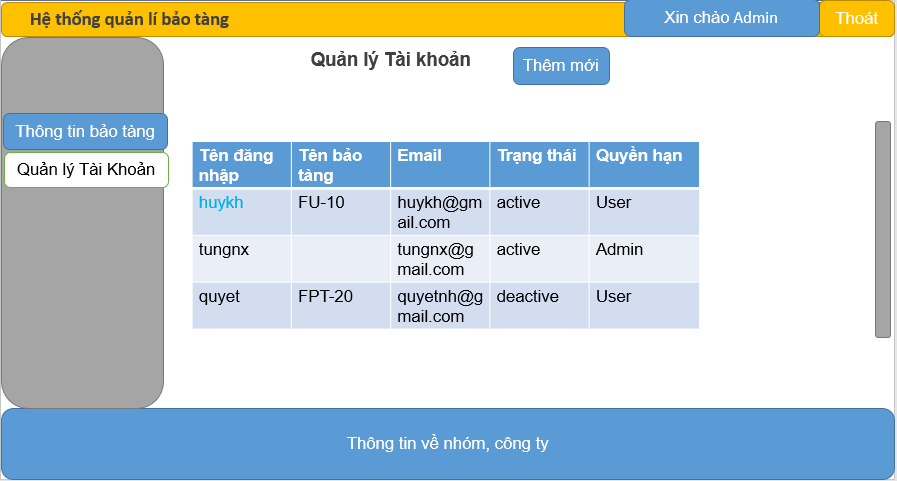 Hệ thống quản lí bảo tàng
Xin chào Admin
Thoát
Quản lý Tài khoản
Thêm mới
Thông tin bảo tàng
Quản lý Tài Khoản
Tên đăng nhập
Tên bảo tàng
Email
Trạng thái
Quyền hạn
huykh
FU-10
huykh@gmail.com
active
User
tungnx
tungnx@gmail.com
active
Admin
quyet
FPT-20
quyetnh@gmail.com
deactive
User
Thông tin về nhóm, công ty